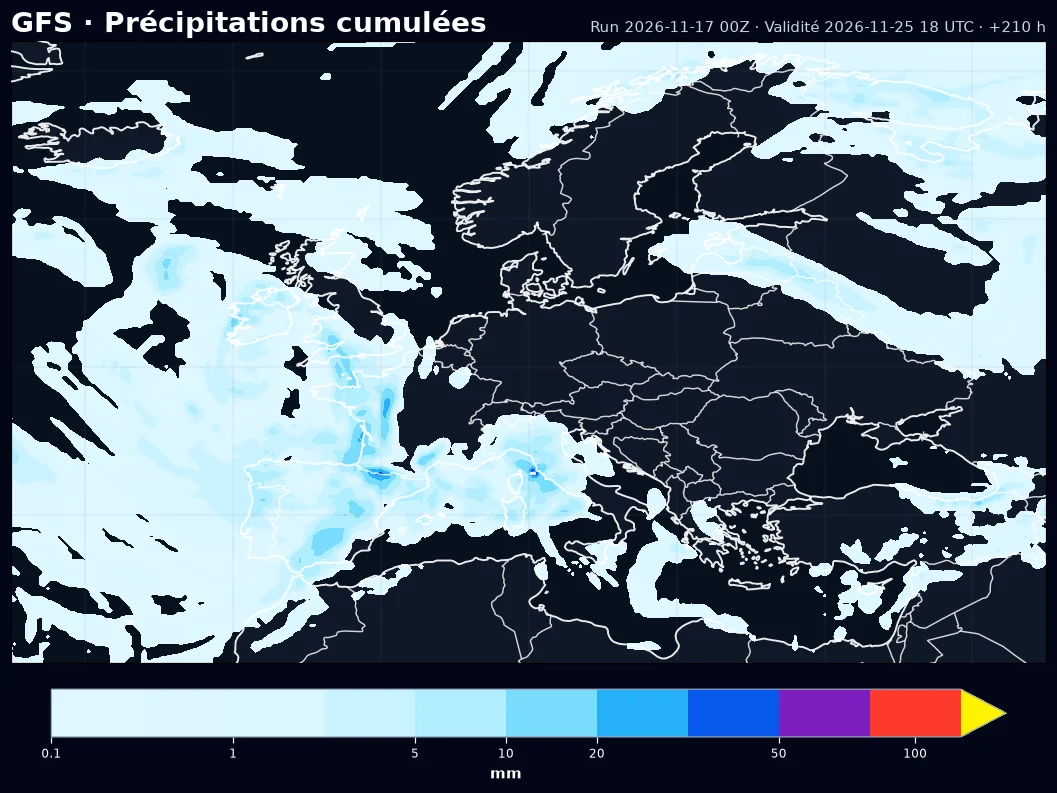 GFS · Précipitations cumulées
Run 2026-11-17 00Z · Validité 2026-11-25 18 UTC · +210 h
0.1 1 5 10 20 50 100
mm